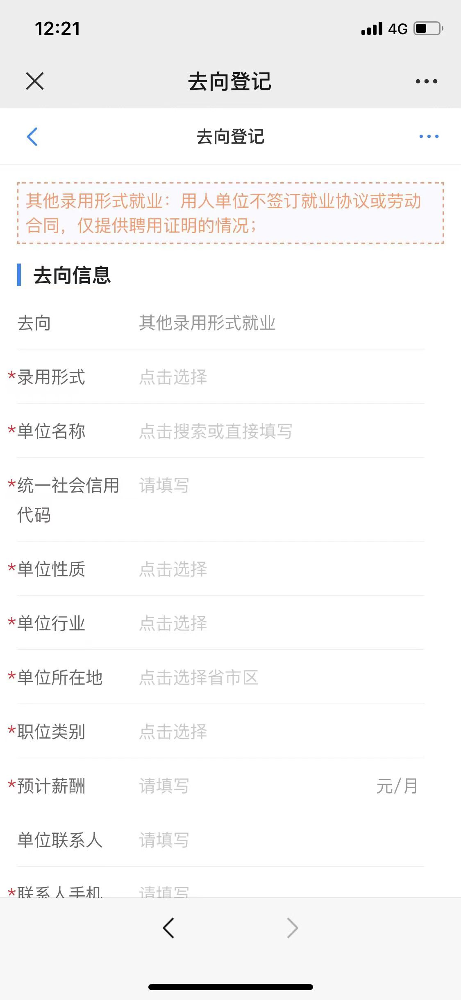 12:21
4G
去向登记
去向登记
其他录用形式就业：用人单位不签订就业协议或劳动
合同，仅提供聘用证明的情况；
去向信息
去向 其他录用形式就业
*录用形式 点击选择
*单位名称 点击搜索或直接填写
*统一社会信用 请填写
代码
*单位性质 点击选择
*单位行业 点击选择
*单位所在地 点击选择省市区
*职位类别 点击选择
*预计薪酬 请填写 元/月
单位联系人 请填写
*联系人手机 请填写